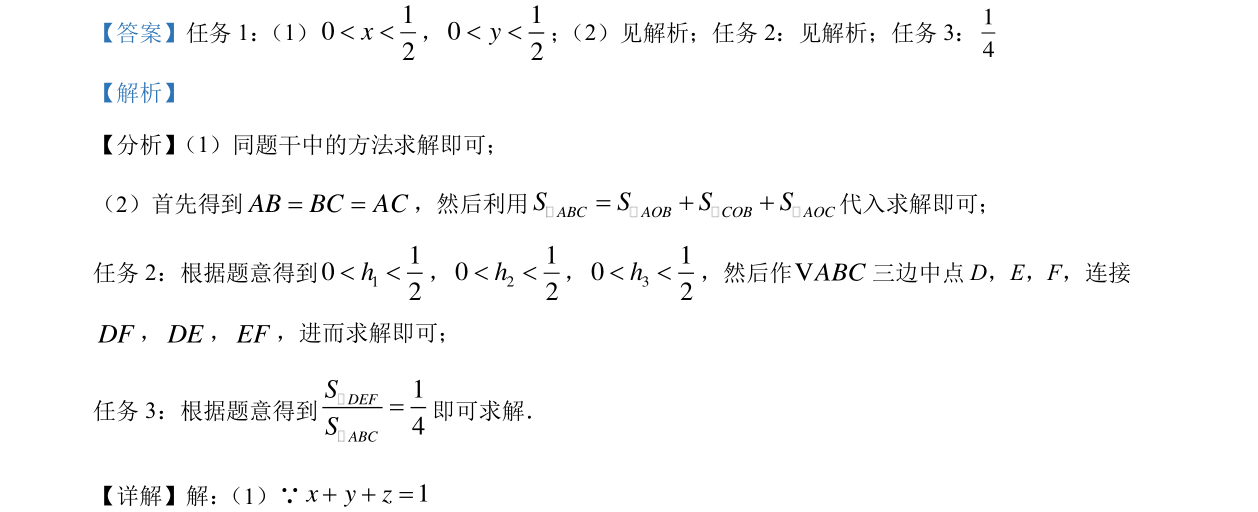 【答案】任务 1：（1）0 < x < 1/2，0 < y < 1/2；（2）见解析；任务 2：见解析；任务 3：1/4
【解析】
【分析】（1）同题干中的方法求解即可；
（2）首先得到 AB = BC = AC，然后利用 S□ABC = S□AOB + S□COB + S□AOC 代入求解即可；
任务 2：根据题意得到 0 < h₁ < 1/2，0 < h₂ < 1/2，0 < h₃ < 1/2，然后作 VABC 三边中点 D，E，F，连接
DF，DE，EF，进而求解即可；
任务 3：根据题意得到 S□DEF/S□ABC = 1/4 即可求解．
【详解】解：（1）∵ x + y + z = 1